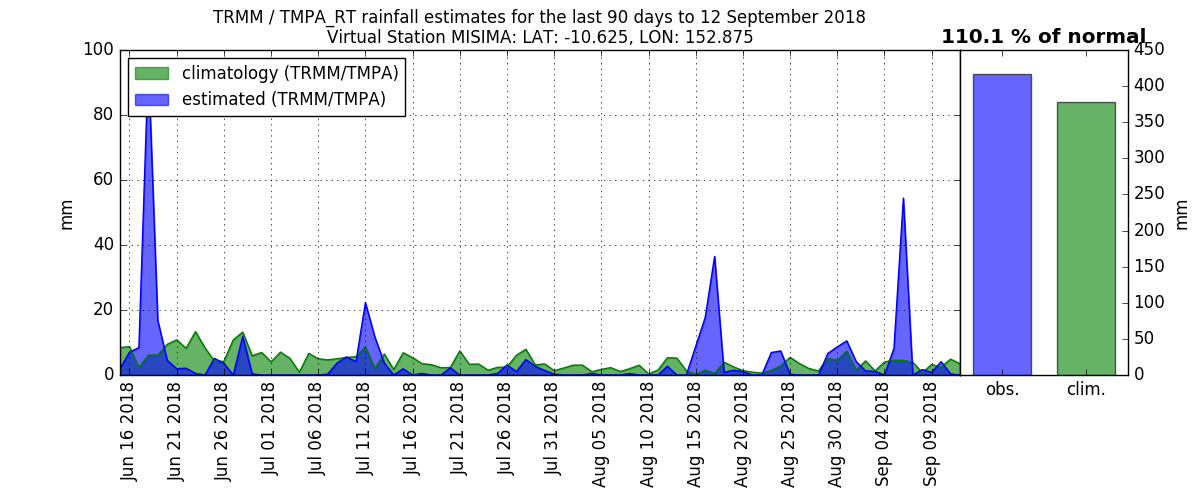 TRMM / TMPA_RT rainfall estimates for the last 90 days to 12 September 2018
Virtual Station MISIMA: LAT: -10.625, LON: 152.875
110.1 % of normal
climatology (TRMM/TMPA)
estimated (TRMM/TMPA)
100
80
60
40
20
0
mm
Jun 16 2018
Jun 21 2018
Jun 26 2018
Jul 01 2018
Jul 06 2018
Jul 11 2018
Jul 16 2018
Jul 21 2018
Jul 26 2018
Jul 31 2018
Aug 05 2018
Aug 10 2018
Aug 15 2018
Aug 20 2018
Aug 25 2018
Aug 30 2018
Sep 04 2018
Sep 09 2018
450
400
350
300
250
200
150
100
50
0
mm
obs.
clim.